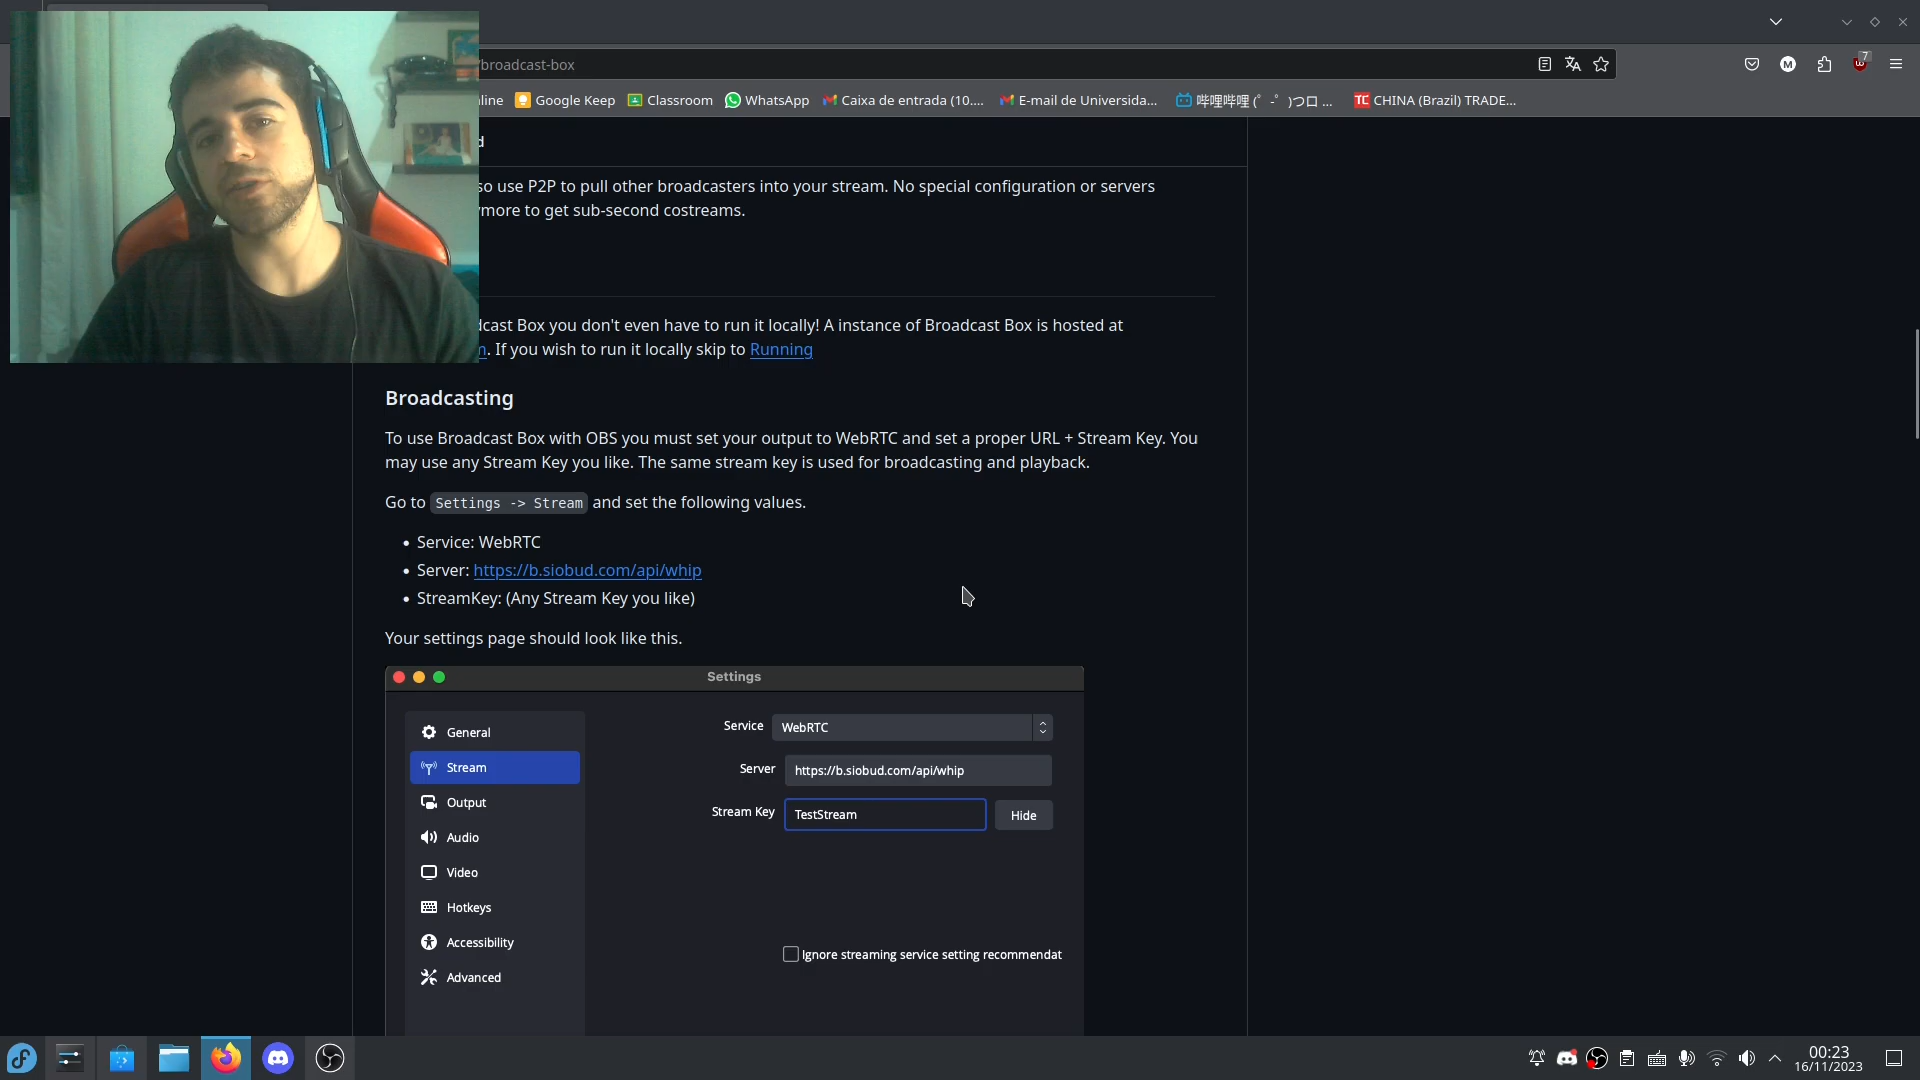 /broadcast-box
7
line
Google Keep
Classroom
WhatsApp
Caixa de entrada (10....
E-mail de Universida...
哔哩哔哩 (゜-゜)つロ ...
TC CHINA (Brazil) TRADE...
d
so use P2P to pull other broadcasters into your stream. No special configuration or servers
more to get sub-second costreams.
dcast Box you don't even have to run it locally! A instance of Broadcast Box is hosted at
. If you wish to run it locally skip to Running
Broadcasting
To use Broadcast Box with OBS you must set your output to WebRTC and set a proper URL + Stream Key. You
may use any Stream Key you like. The same stream key is used for broadcasting and playback.
Go to Settings -> Stream and set the following values.
• Service: WebRTC
• Server: https://b.siobud.com/api/whip
• StreamKey: (Any Stream Key you like)
Your settings page should look like this.
Settings
General
Stream
Output
Audio
Video
Hotkeys
Accessibility
Advanced
Service WebRTC
Server https://b.siobud.com/api/whip
Stream Key TestStream Hide
Ignore streaming service setting recommendat
00:23
16/11/2023